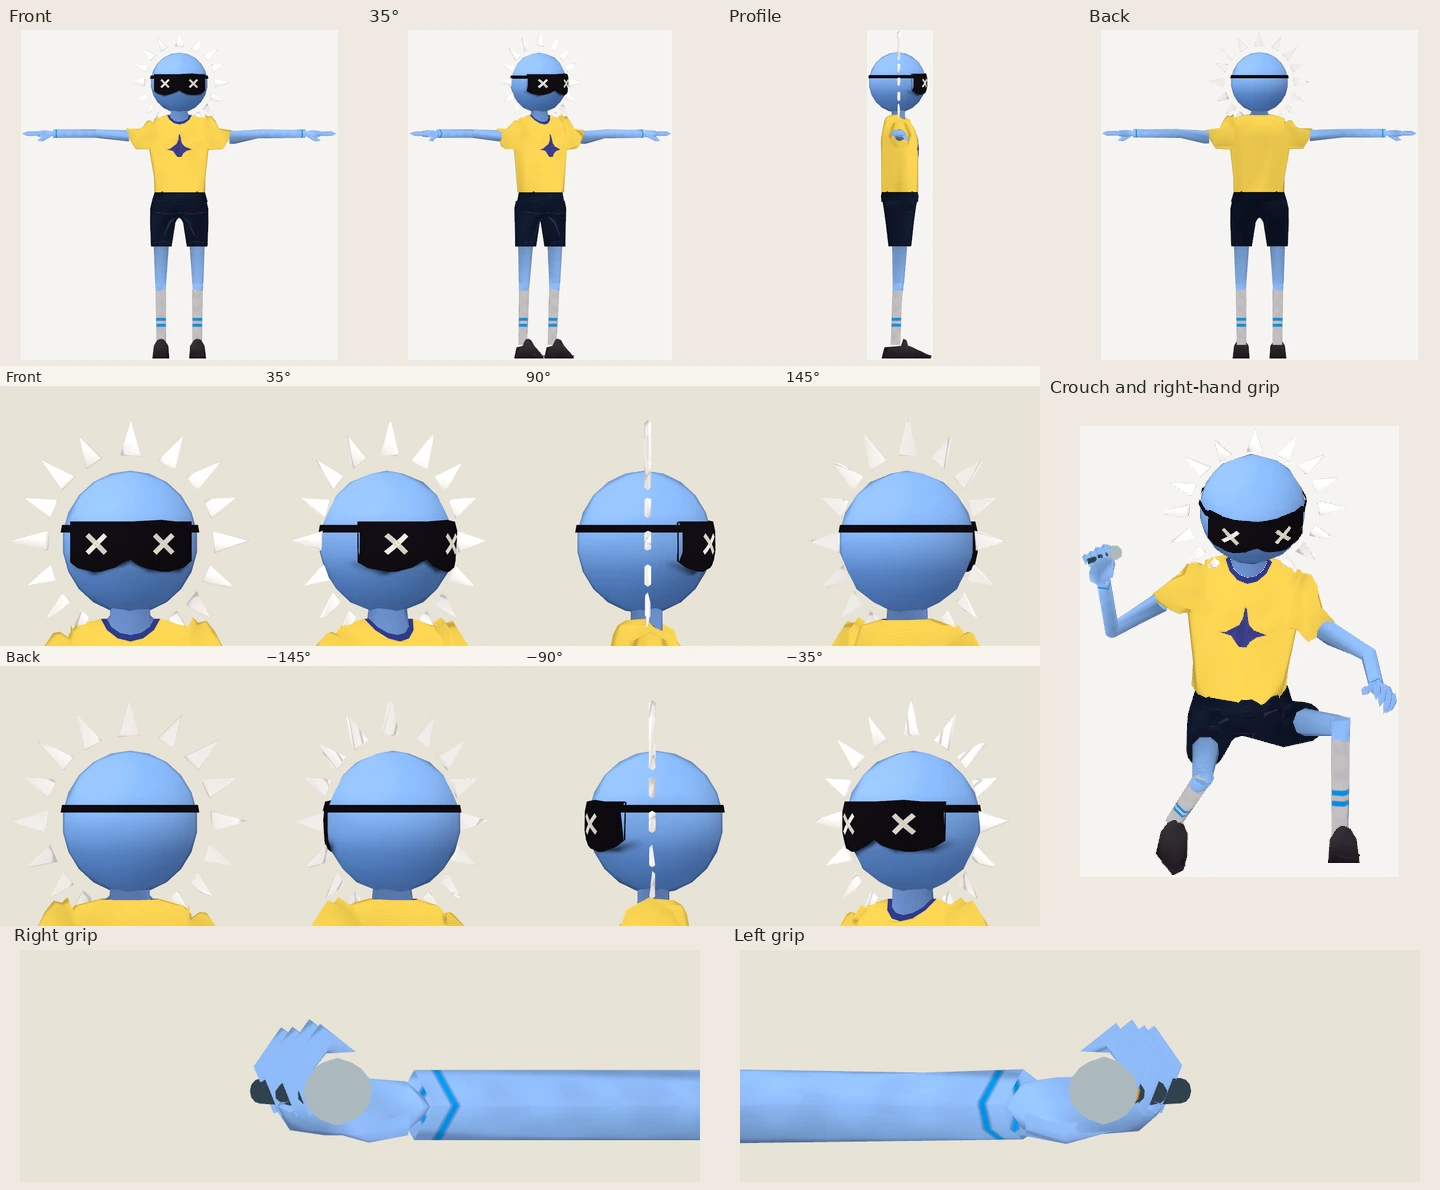 Front
35°
Profile
Back
Front
35°
90°
145°
Crouch and right-hand grip
Back
−145°
−90°
−35°
Right grip
Left grip